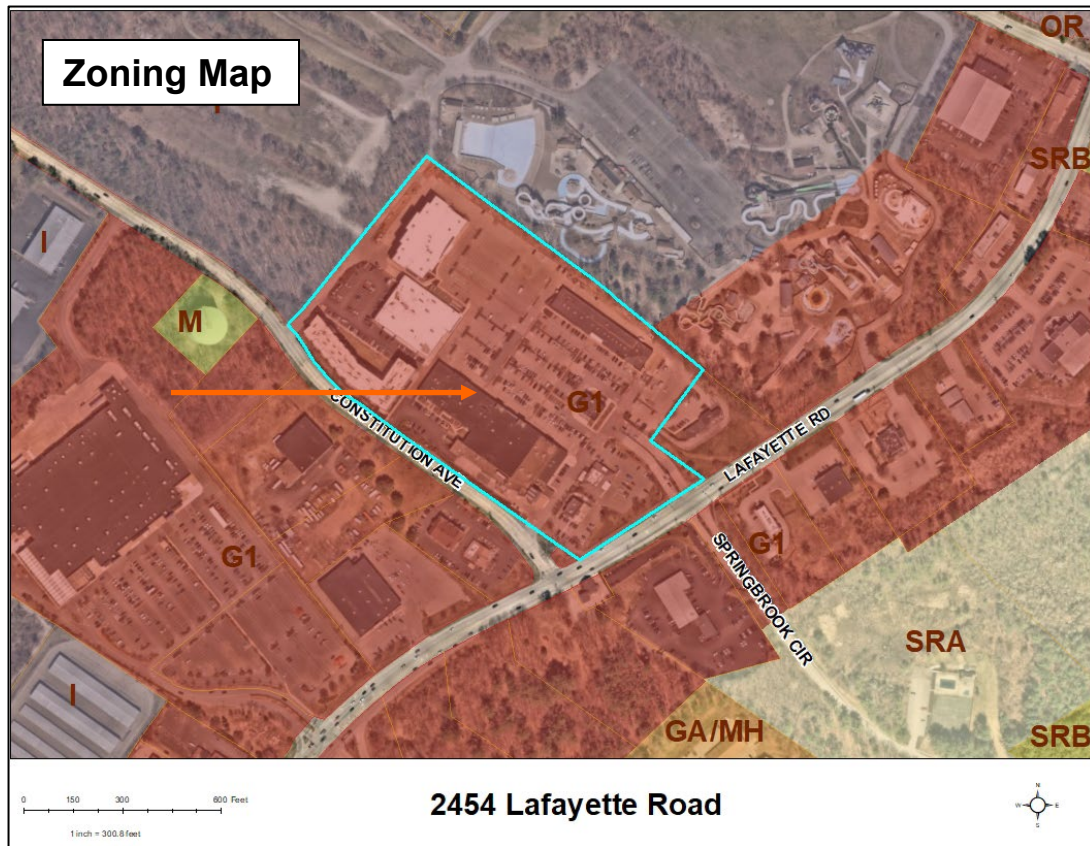 Zoning Map
I
OR
SRB
I
M
G1
CONSTITUTION AVE
LAFAYETTE RD
G1
G1
SPRINGBROOK CIR
SRA
I
GA/MH
SRB
0 150 300 600 Feet
1 inch = 300.8 feet
2454 Lafayette Road
N
W E
S